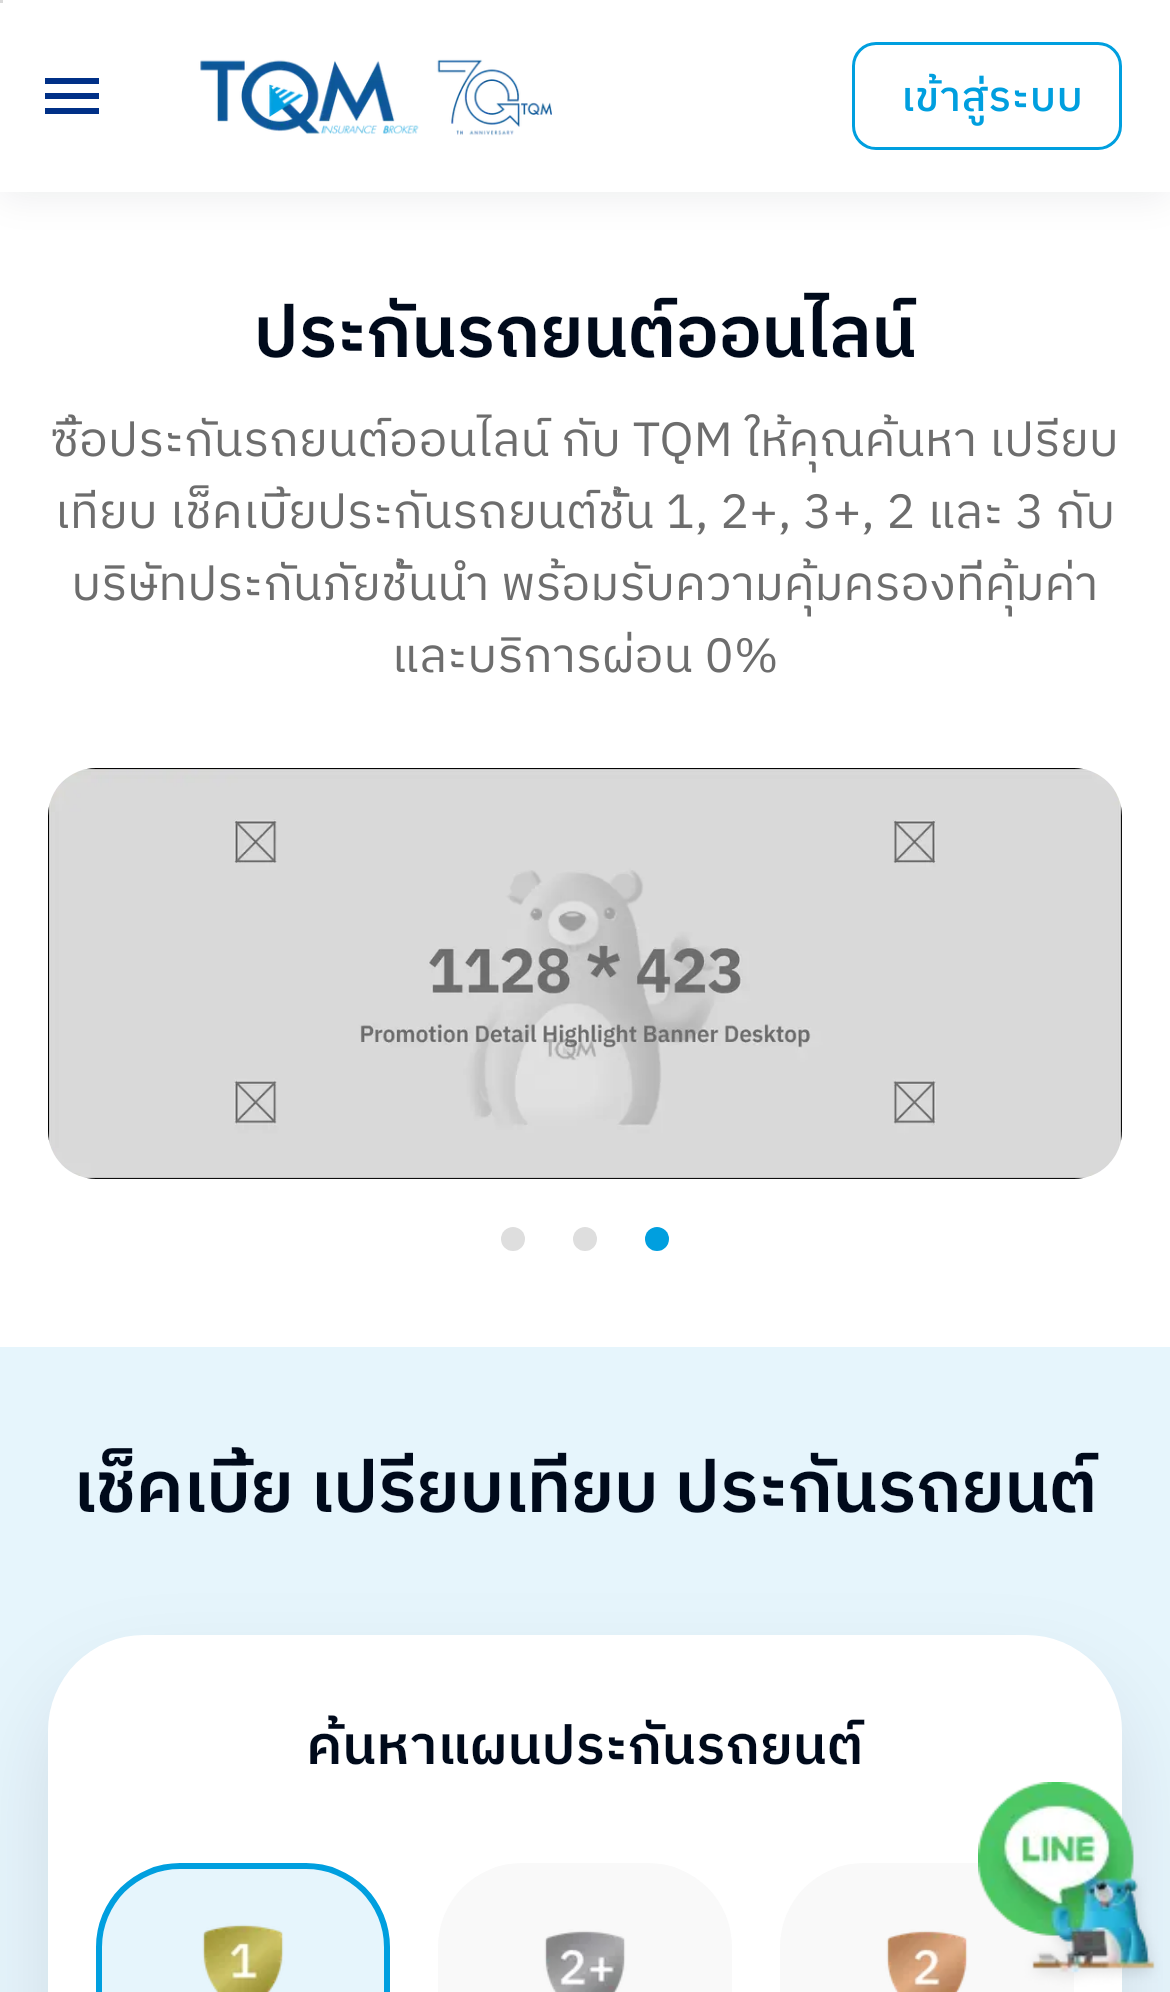 TQM
INSURANCE BROKER
70
TQM
TH ANNIVERSARY
เข้าสู่ระบบ
ประกันรถยนต์ออนไลน์
ซื้อประกันรถยนต์ออนไลน์ กับ TQM ให้คุณค้นหา เปรียบ
เทียบ เช็คเบี้ยประกันรถยนต์ชั้น 1, 2+, 3+, 2 และ 3 กับ
บริษัทประกันภัยชั้นนำ พร้อมรับความคุ้มครองที่คุ้มค่า
และบริการผ่อน 0%
1128 * 423
Promotion Detail Highlight Banner Desktop
TQM
เช็คเบี้ย เปรียบเทียบ ประกันรถยนต์
ค้นหาแผนประกันรถยนต์
LINE
1
2+
2